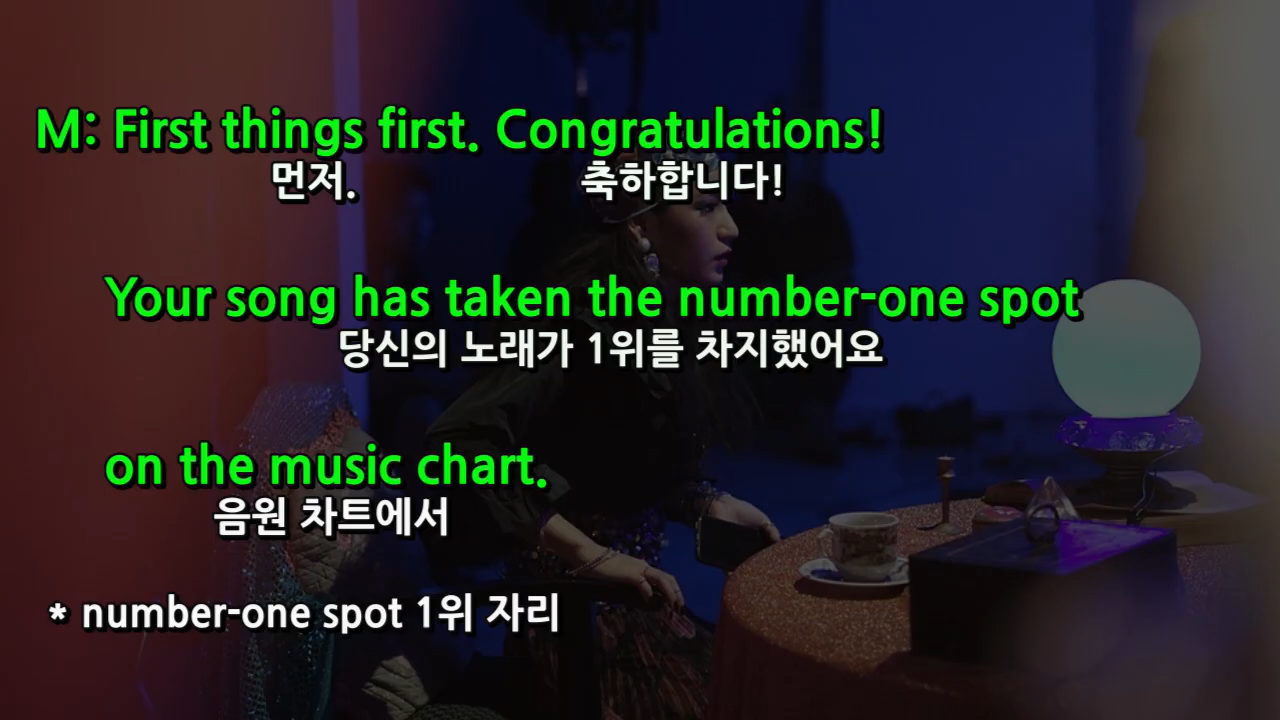 M: First things first. Congratulations!
먼저. 축하합니다!
Your song has taken the number-one spot
당신의 노래가 1위를 차지했어요
on the music chart.
음원 차트에서
* number-one spot 1위 자리